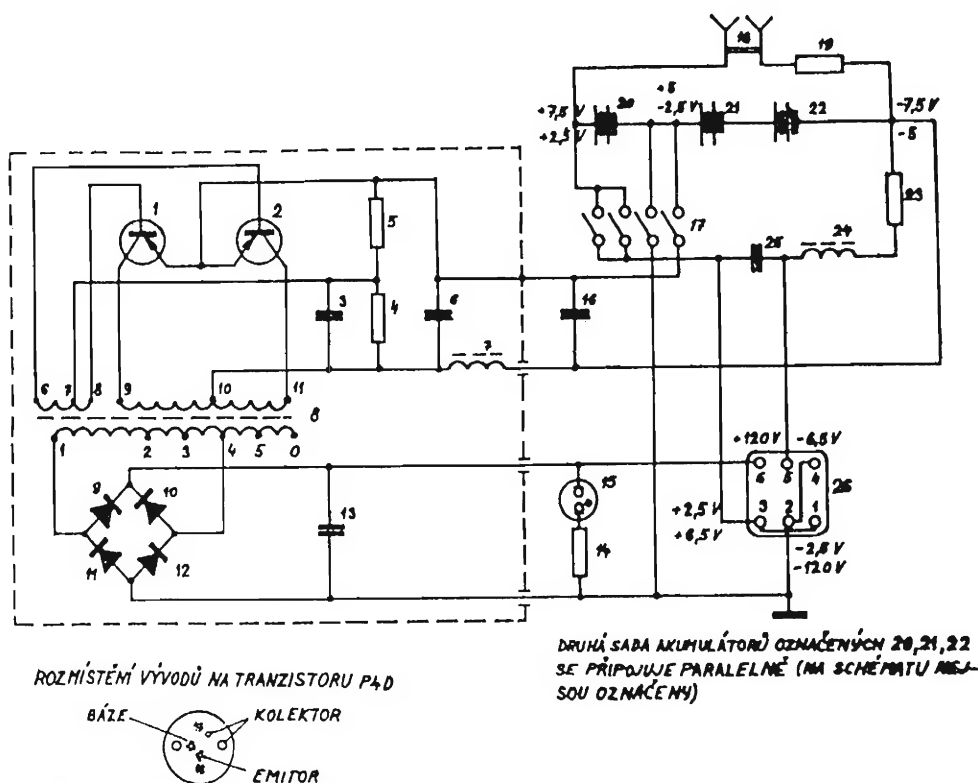 18
19
+7,5 V
+2,5 V
20
+5
-2,5 V
21
22
-7,5 V
-5
23
17
25
24
1
2
5
3
4
6
16
7
6
7
8
9
10
11
8
1
2
3
4
5
0
9
10
11
12
13
15
14
+120 V
-6,5 V
6
5
4
3
2
1
26
+2,5 V
+6,5 V
-2,5 V
-120V
DRUHÁ SADA AKUMULÁTORŮ OZNAČENÝCH 20,21,22
SE PŘIPOJUJE PARALELNĚ (NA SCHÉMATU NEJ-
SOU OZNAČENY)
ROZMÍSTĚNÍ VÝVODŮ NA TRANZISTORU P4D
BÁZE
KOLEKTOR
EMITOR